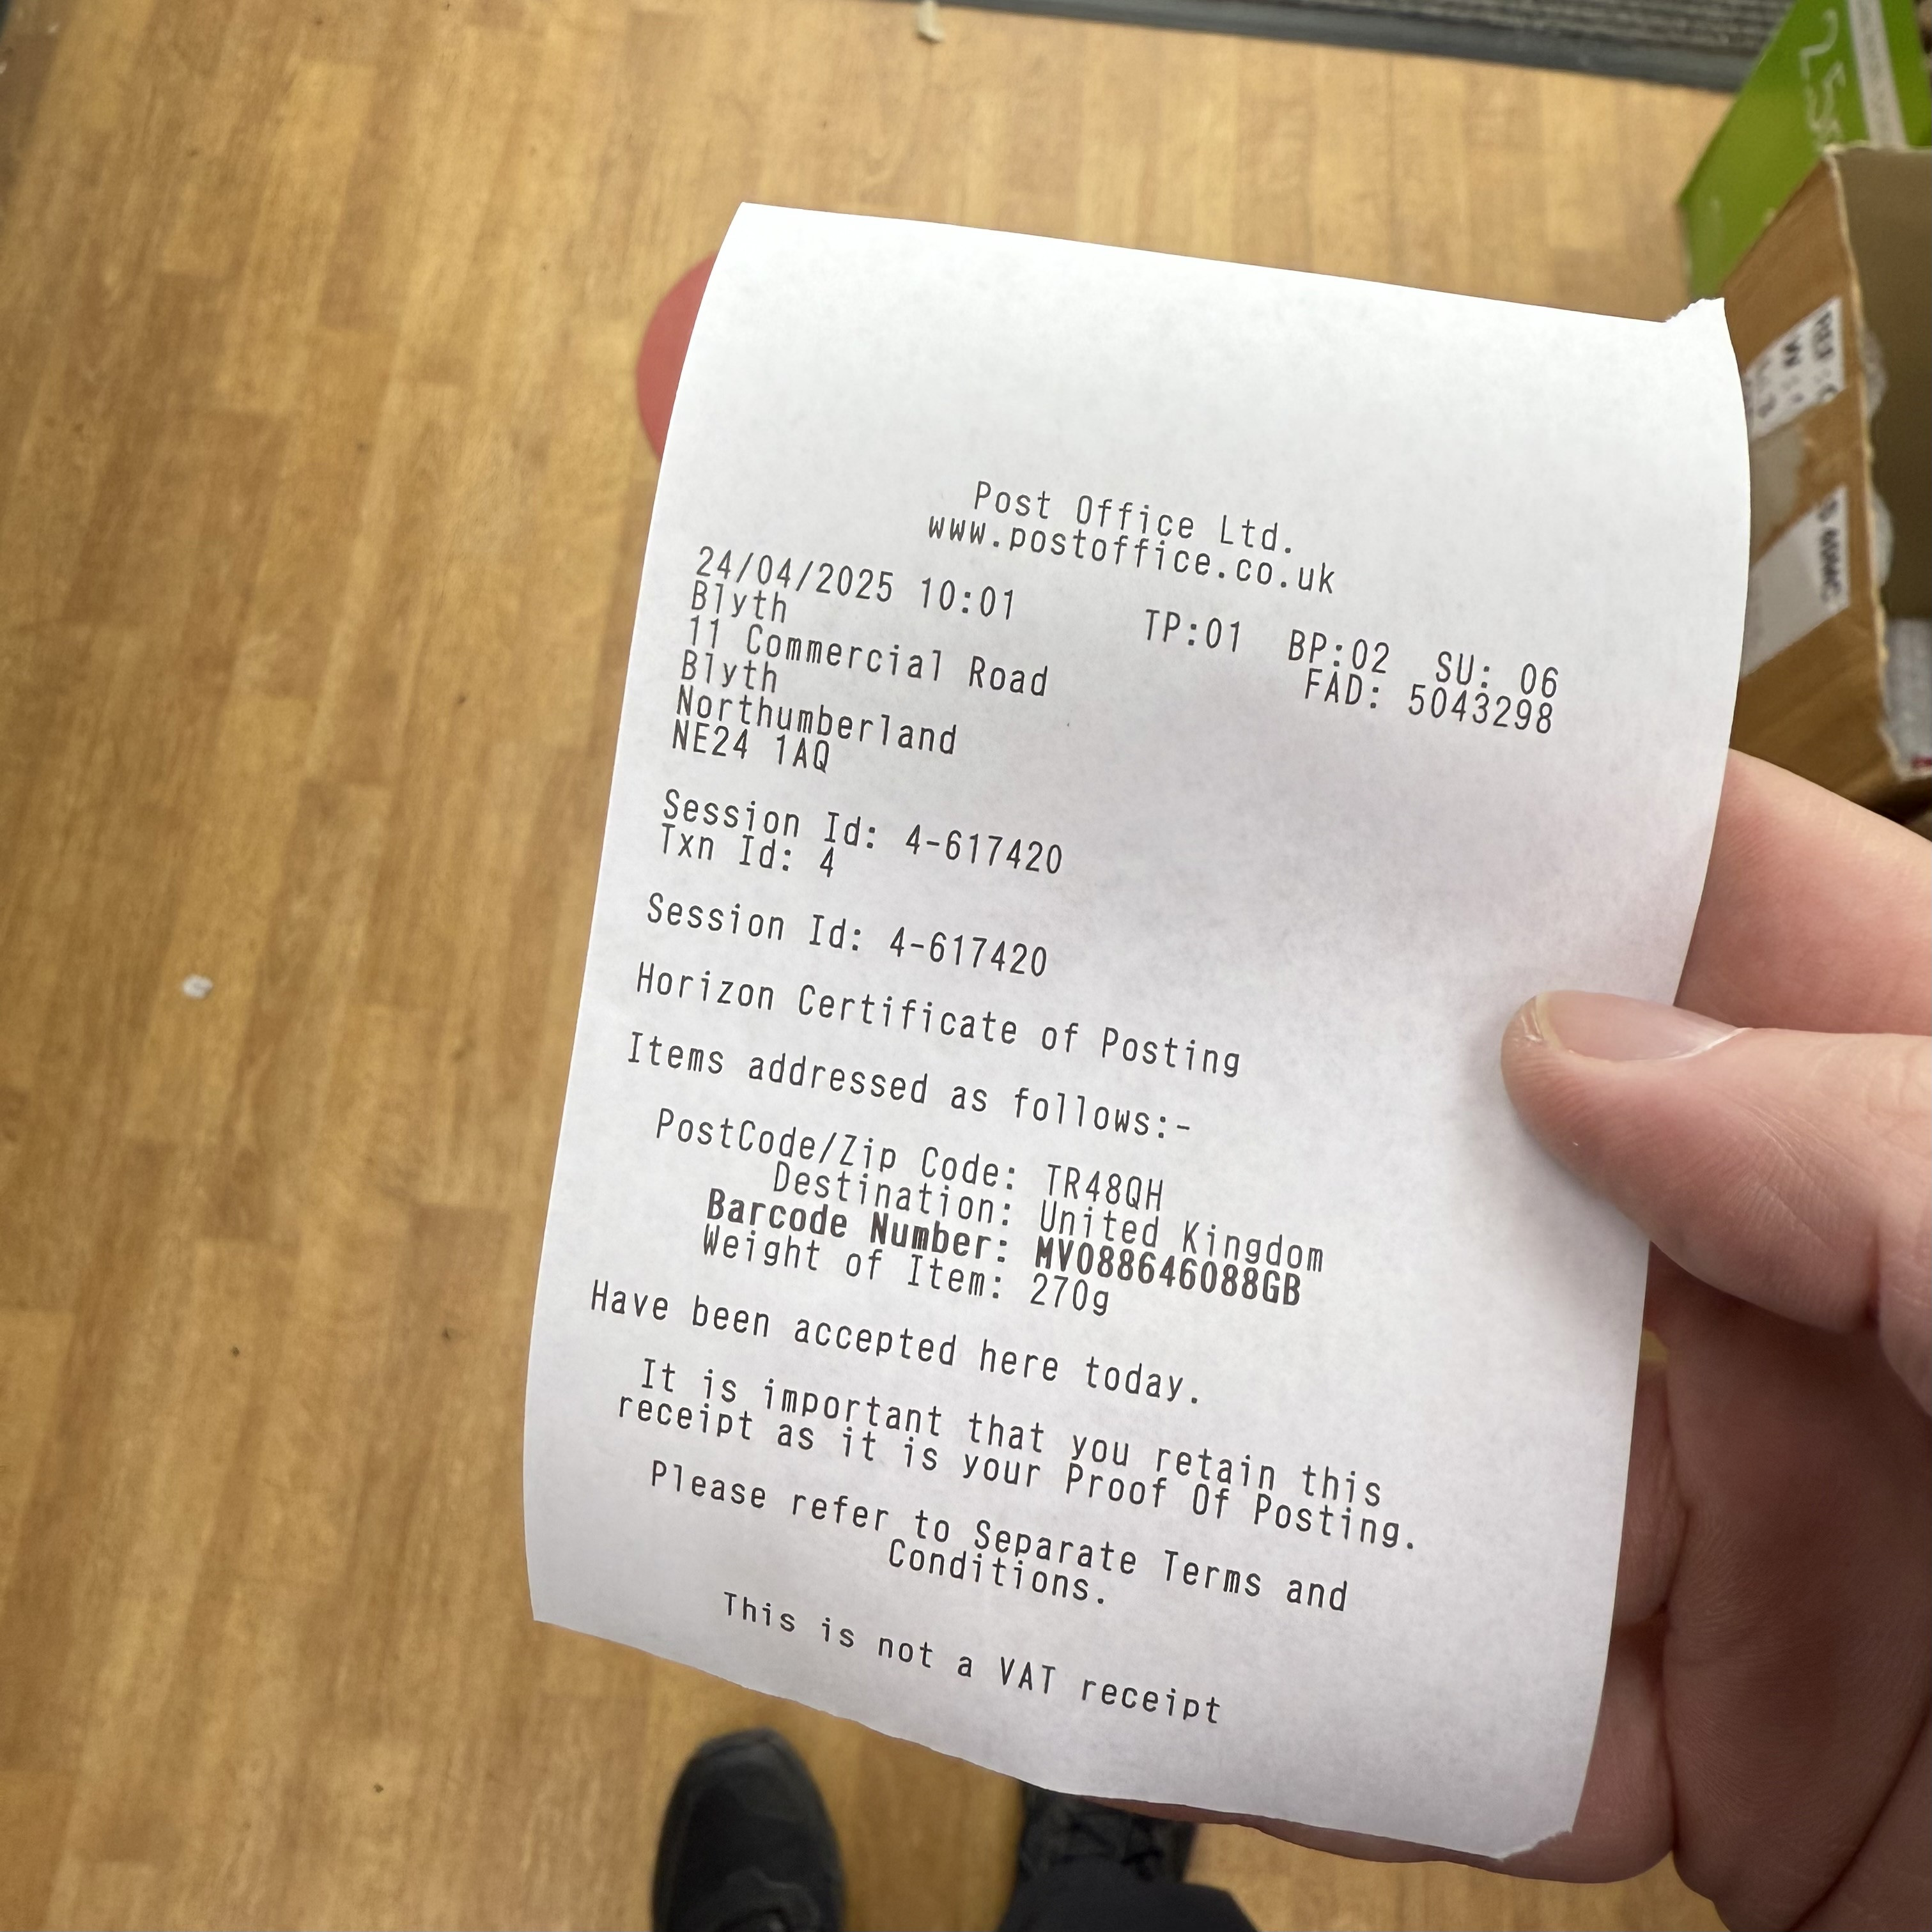 Post Office Ltd.
www.postoffice.co.uk
24/04/2025 10:01 TP:01 BP:02 SU: 06
Blyth FAD: 5043298
11 Commercial Road
Blyth
Northumberland
NE24 1AQ
Session Id: 4-617420
Txn Id: 4
Session Id: 4-617420
Horizon Certificate of Posting
Items addressed as follows:-
PostCode/Zip Code: TR48QH
Destination: United Kingdom
Barcode Number: MV088646088GB
Weight of Item: 270g
Have been accepted here today.
It is important that you retain this
receipt as it is your Proof Of Posting.
Please refer to Separate Terms and
Conditions.
This is not a VAT receipt